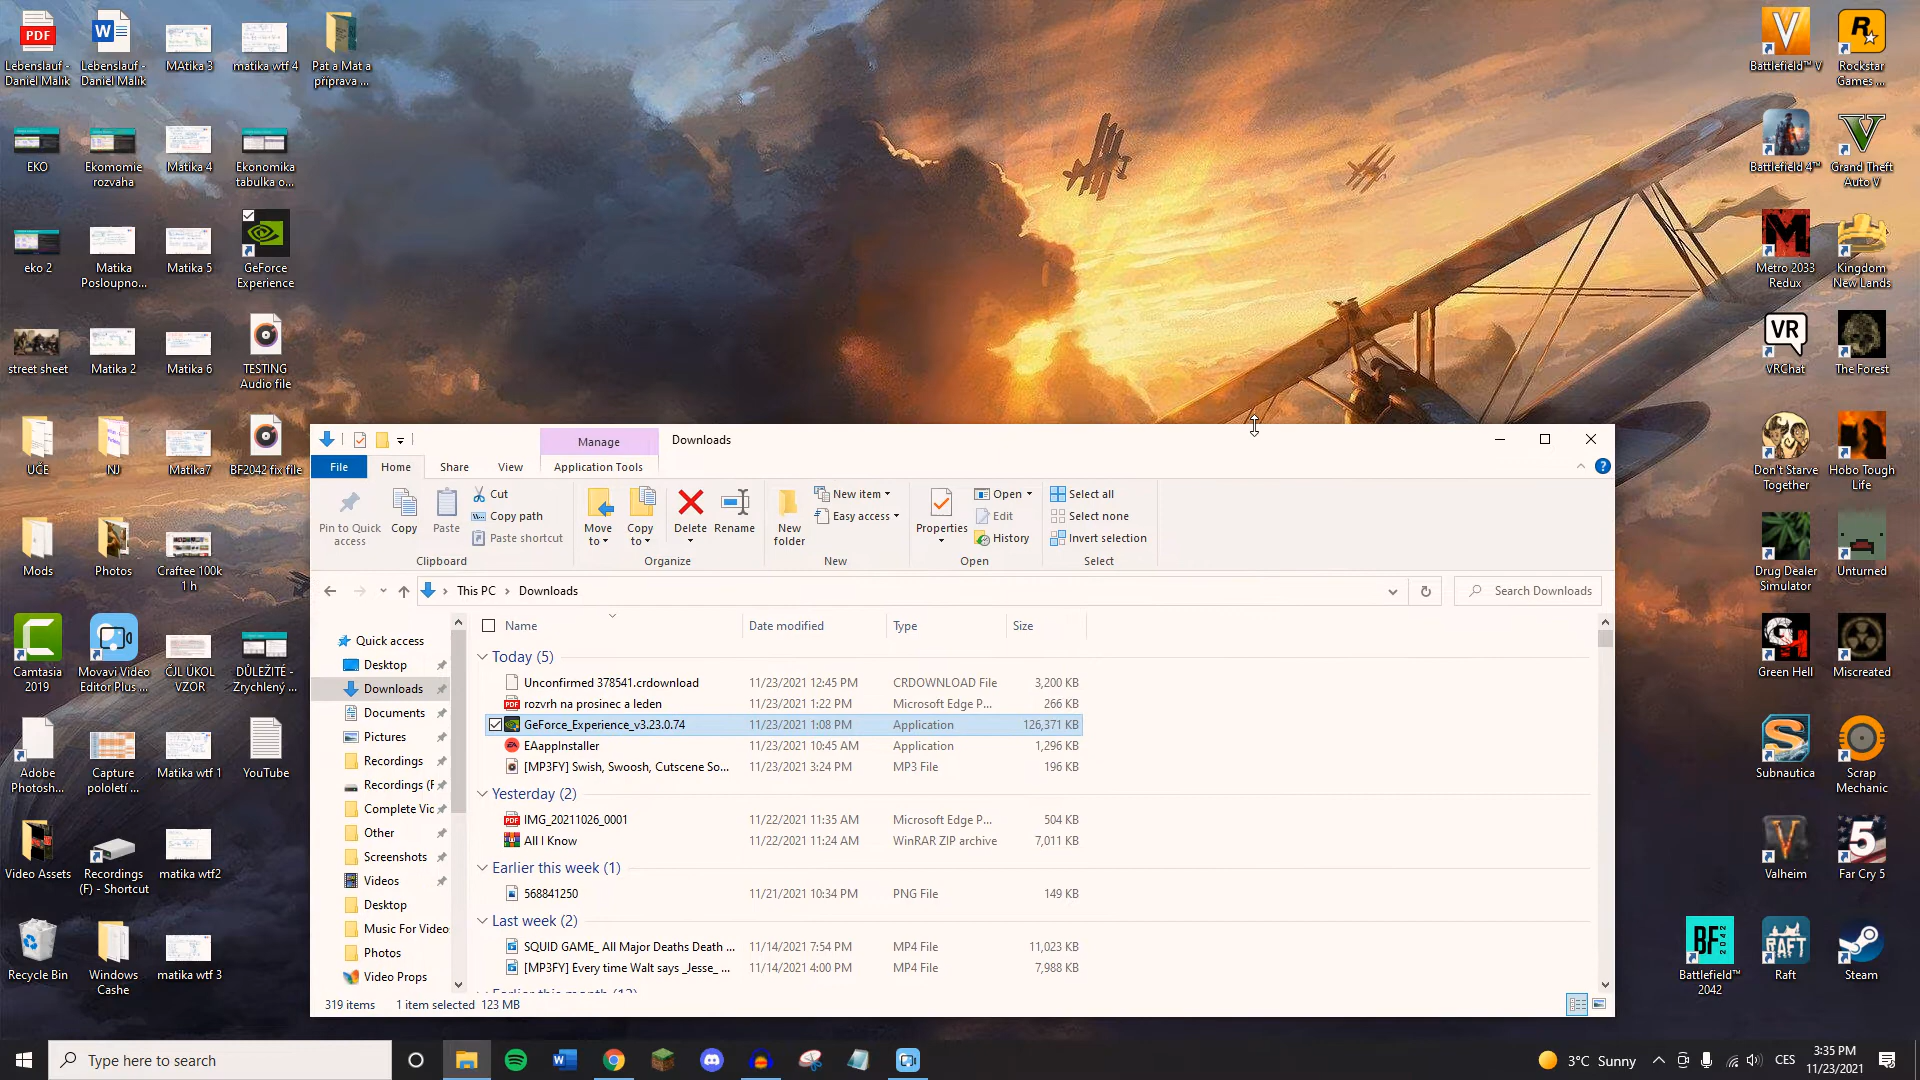 Lebenslauf -
Daniel Malik
Lebenslauf -
Daniel Malik
MAtika 3
matika wtf 4
Pat a Mat a
příprava ...
EKO
Ekomomie
rozvaha
Matika 4
Ekonomika
tabulka o...
eko 2
Matika
Posloupno...
Matika 5
GeForce
Experience
street sheet
Matika 2
Matika 6
TESTING
Audio file
UČE
NJ
Matika7
BF2042 fix file
Mods
Photos
Craftee 100k
1 h
Camtasia
2019
Movavi Video
Editor Plus ...
ČJL ÚKOL
VZOR
DŮLEŽITÉ -
Zrychlený ...
Adobe
Photosh...
Capture
pololetí ...
Matika wtf 1
YouTube
Video Assets
Recordings
(F) - Shortcut
matika wtf2
Recycle Bin
Windows
Cashe
matika wtf 3
Battlefield™ V
Rockstar
Games ...
Battlefield 4™
Grand Theft
Auto V
Metro 2033
Redux
Kingdom
New Lands
VRChat
The Forest
Don't Starve
Together
Hobo Tough
Life
Drug Dealer
Simulator
Unturned
Green Hell
Miscreated
Subnautica
Scrap
Mechanic
Valheim
Far Cry 5
Battlefield™
2042
Raft
Steam
Manage
Downloads
File
Home
Share
View
Application Tools
Pin to Quick
access
Copy
Paste
Cut
Copy path
Paste shortcut
Clipboard
Move
to
Copy
to
Delete
Rename
Organize
New
folder
New item
Easy access
New
Properties
Open
Edit
History
Open
Select all
Select none
Invert selection
Select
This PC
Downloads
Search Downloads
Quick access
Desktop
Downloads
Documents
Pictures
Recordings
Recordings (F
Complete Vic
Other
Screenshots
Videos
Desktop
Music For Video
Photos
Video Props
Name Date modified Type Size
Today (5)
Unconfirmed 378541.crdownload 11/23/2021 12:45 PM CRDOWNLOAD File 3,200 KB
rozvrh na prosinec a leden 11/23/2021 1:22 PM Microsoft Edge P... 266 KB
GeForce_Experience_v3.23.0.74 11/23/2021 1:08 PM Application 126,371 KB
EAappInstaller 11/23/2021 10:45 AM Application 1,296 KB
[MP3FY] Swish, Swoosh, Cutscene So... 11/23/2021 3:24 PM MP3 File 196 KB
Yesterday (2)
IMG_20211026_0001 11/22/2021 11:35 AM Microsoft Edge P... 504 KB
All I Know 11/22/2021 11:24 AM WinRAR ZIP archive 7,011 KB
Earlier this week (1)
568841250 11/21/2021 10:34 PM PNG File 149 KB
Last week (2)
SQUID GAME_ All Major Deaths Death ... 11/14/2021 7:54 PM MP4 File 11,023 KB
[MP3FY] Every time Walt says _Jesse_ ... 11/14/2021 4:00 PM MP4 File 7,988 KB
319 items 1 item selected 123 MB
Type here to search
3°C Sunny
CES
3:35 PM
11/23/2021